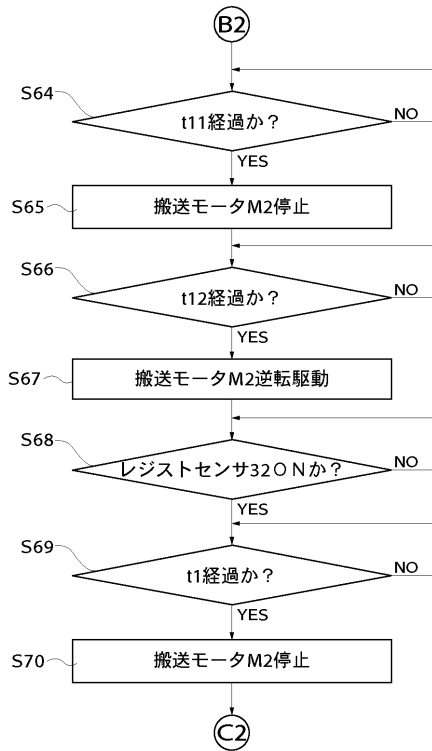 B2
S64
t11経過か？
NO
YES
S65
搬送モータM2停止
S66
t12経過か？
NO
YES
S67
搬送モータM2逆転駆動
S68
レジストセンサ32ＯＮか？
NO
YES
S69
t1経過か？
NO
YES
S70
搬送モータM2停止
C2